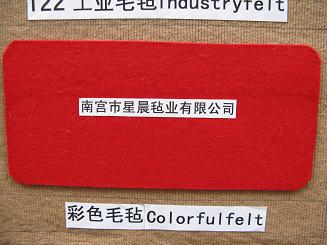 122 工业毛毡Industryfelt
南宫市星晨毡业有限公司
彩色毛毡Colorfulfelt